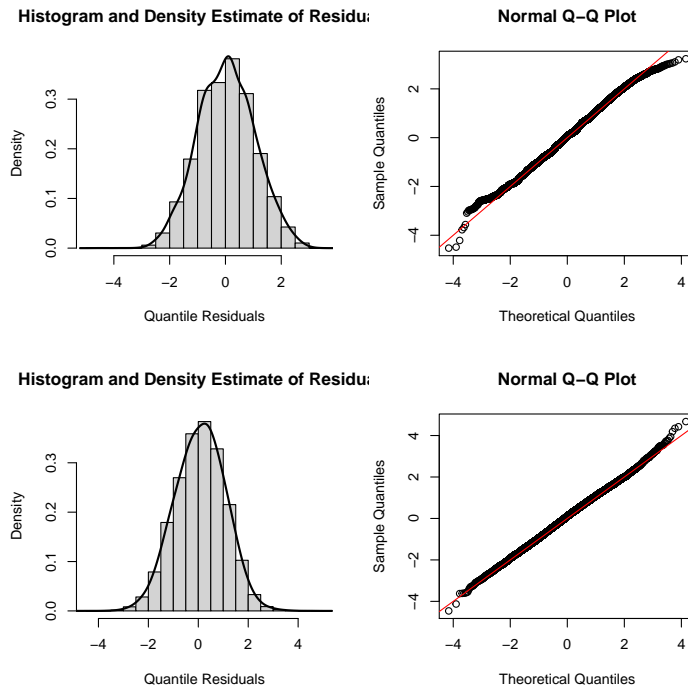 Histogram and Density Estimate of Residua
Normal Q−Q Plot
Density
0.0 0.1 0.2 0.3
−4 −2 0 2
Quantile Residuals
Sample Quantiles
−4 −2 0 2
−4 −2 0 2 4
Theoretical Quantiles
Histogram and Density Estimate of Residua
Normal Q−Q Plot
Density
0.0 0.1 0.2 0.3
−4 −2 0 2 4
Quantile Residuals
Sample Quantiles
−4 −2 0 2 4
−4 −2 0 2 4
Theoretical Quantiles